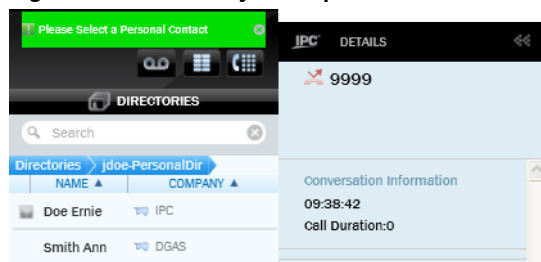 Please Select a Personal Contact
DIRECTORIES
Search
Directories jdoe-PersonalDir
NAME ▲ COMPANY ▲
Doe Ernie IPC
Smith Ann DGAS
IPC DETAILS
9999
Conversation Information
09:38:42
Call Duration:0